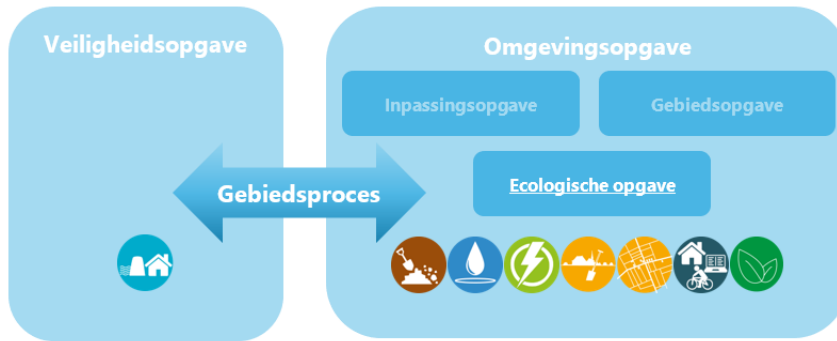 Veiligheidsopgave
Omgevingsopgave
Inpassingsopgave
Gebiedsopgave
Gebiedsproces
Ecologische opgave